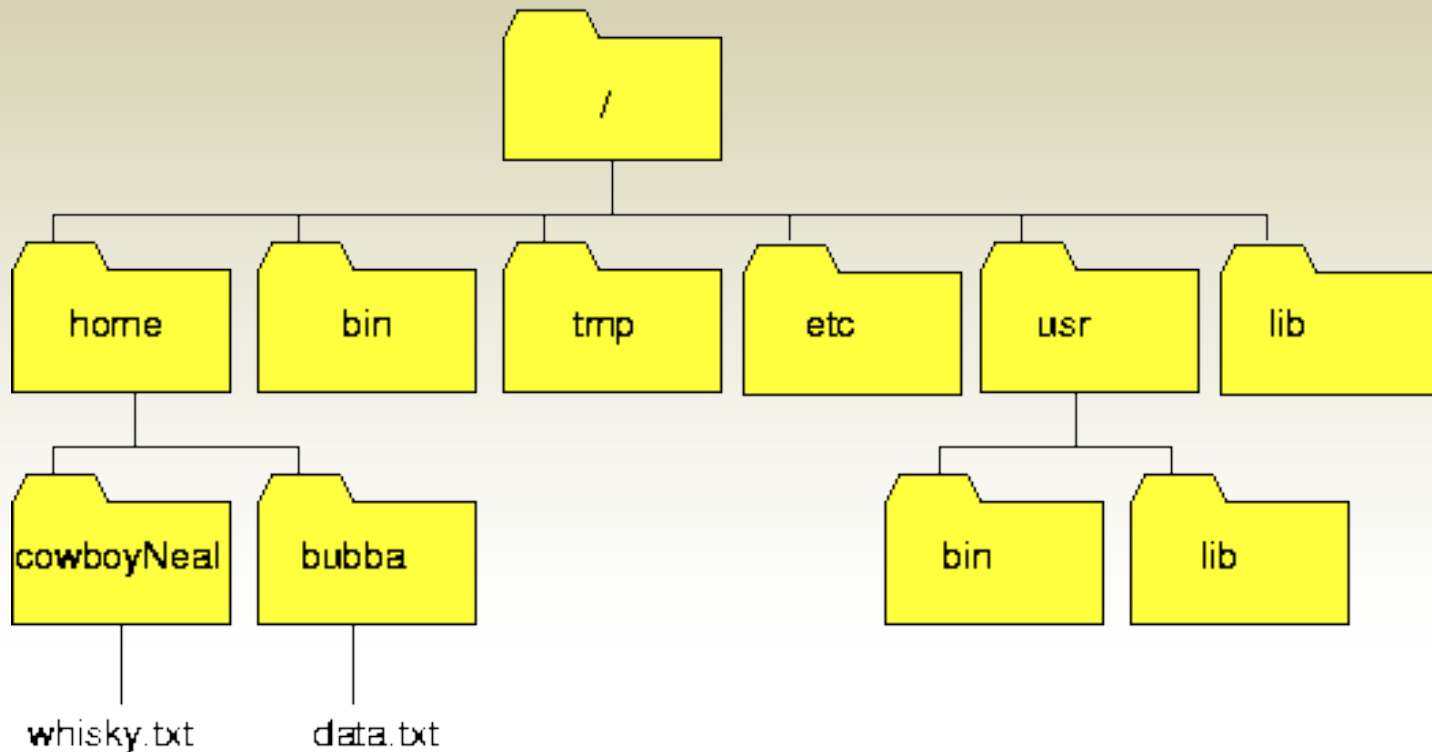 /
home bin tmp etc usr lib
cowboyNeal bubba bin lib
whisky.txt data.txt